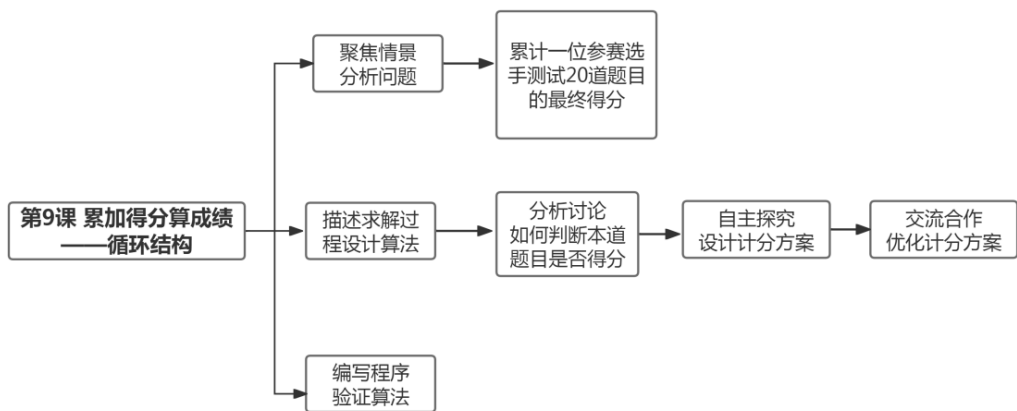 聚焦情景
分析问题
累计一位参赛选
手测试20道题目
的最终得分
第9课 累加得分算成绩
——循环结构
描述求解过
程设计算法
分析讨论
如何判断本道
题目是否得分
自主探究
设计计分方案
交流合作
优化计分方案
编写程序
验证算法